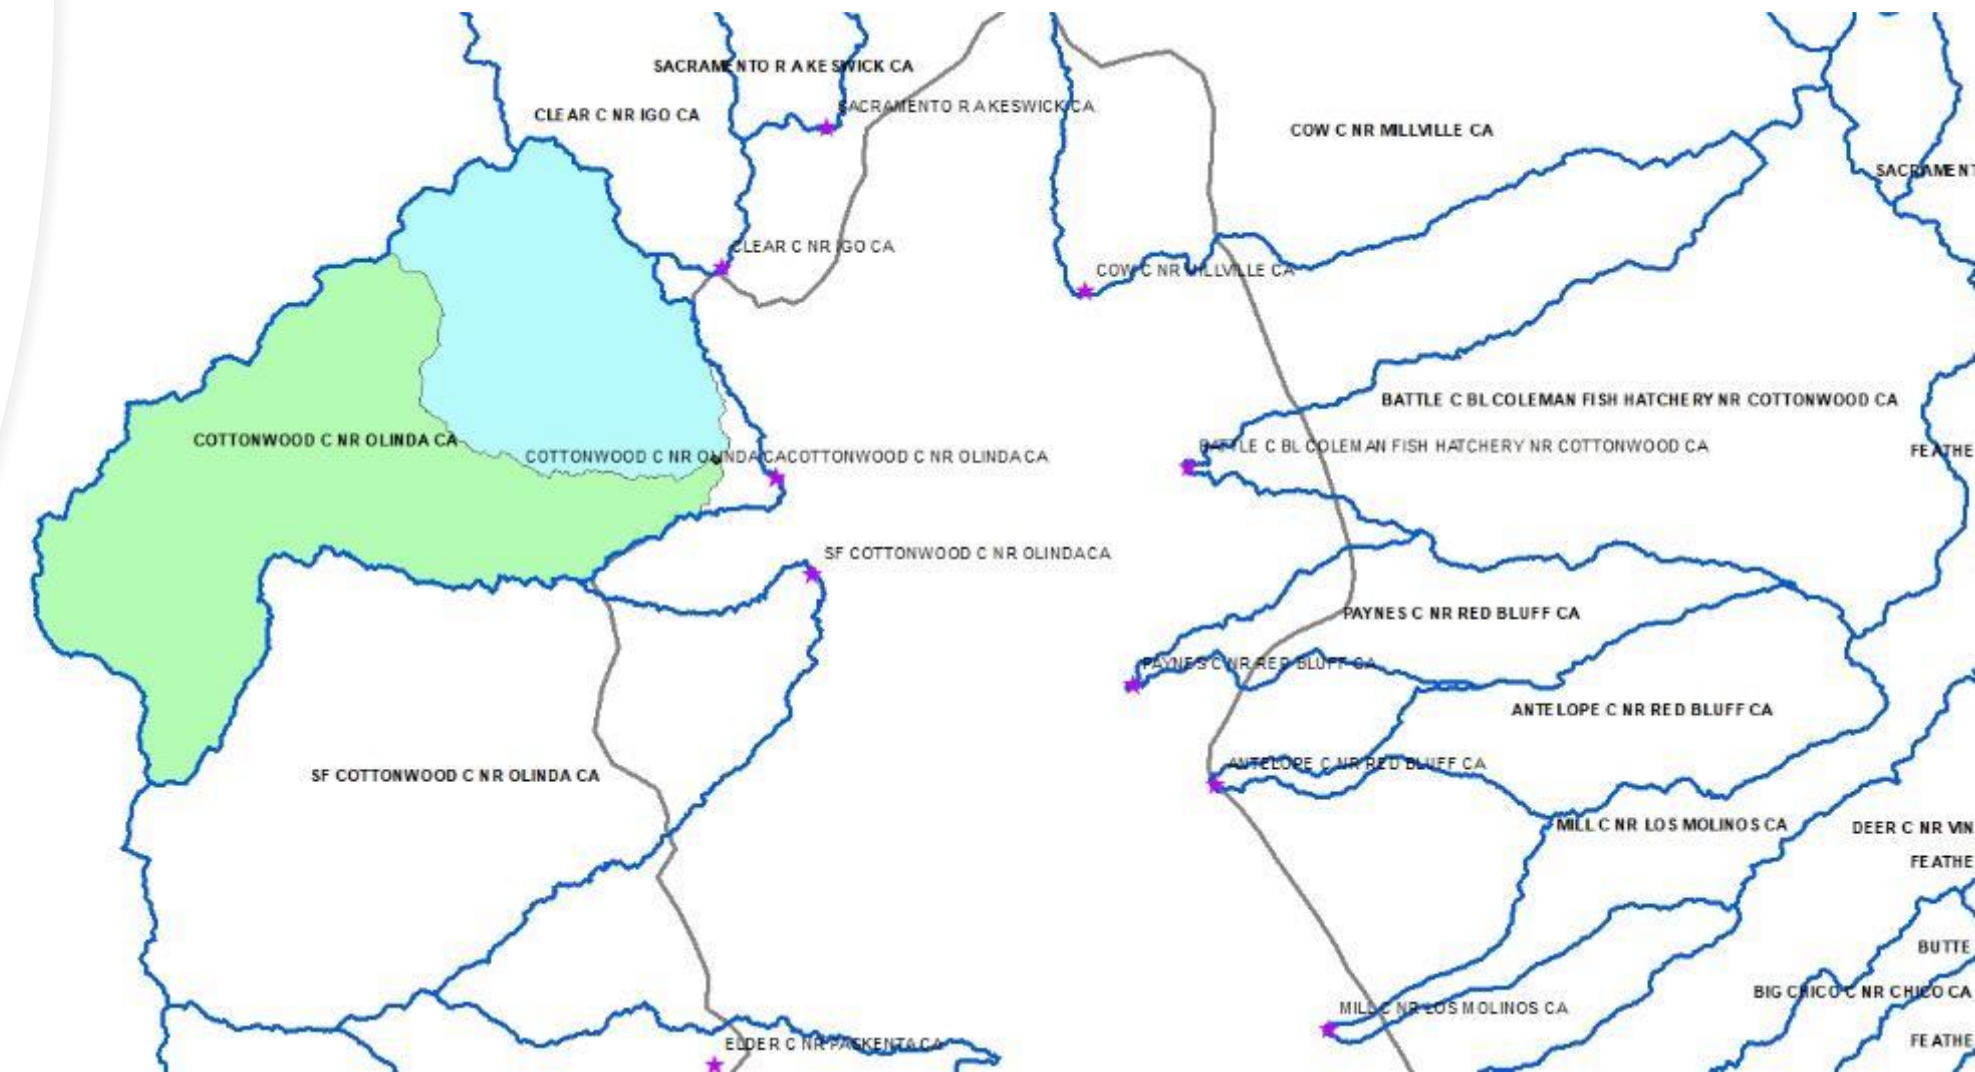 SACRAMENTO R A KESWICK CA
SACRAMENTO R A KESWICK CA
CLEAR C NR IGO CA
COW C NR MILLVILLE CA
SACRAMENT
CLEAR C NR IGO CA
COW C NR MILLVILLE CA
BATTLE C BL COLEMAN FISH HATCHERY NR COTTONWOOD CA
COTTONWOOD C NR OLINDA CA
BATTLE C BL COLEMAN FISH HATCHERY NR COTTONWOOD CA
FEATHE
COTTONWOOD C NR OLINDA CACOTTONWOOD C NR OLINDA CA
SF COTTONWOOD C NR OLINDA CA
PAYNES C NR RED BLUFF CA
PAYNES C NR RED BLUFF CA
ANTELOPE C NR RED BLUFF CA
ANTELOPE C NR RED BLUFF CA
SF COTTONWOOD C NR OLINDA CA
MILL C NR LOS MOLINOS CA
DEER C NR VIN
FEATHE
BUTTE
BIG CHICO C NR CHICO CA
MILL C NR LOS MOLINOS CA
FEATHE
ELDER C NR PASKENTA CA